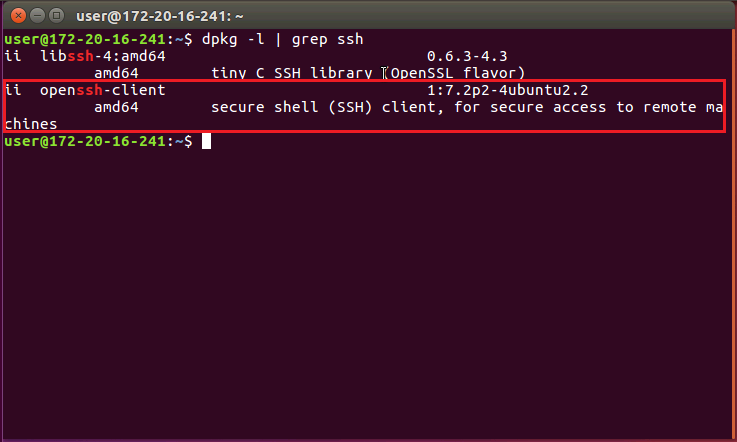 user@172-20-16-241: ~
user@172-20-16-241:~$ dpkg -l | grep ssh
ii  libssh-4:amd64                             0.6.3-4.3
          amd64        tiny C SSH library (OpenSSL flavor)
ii  openssh-client                             1:7.2p2-4ubuntu2.2
          amd64        secure shell (SSH) client, for secure access to remote ma
chines
user@172-20-16-241:~$